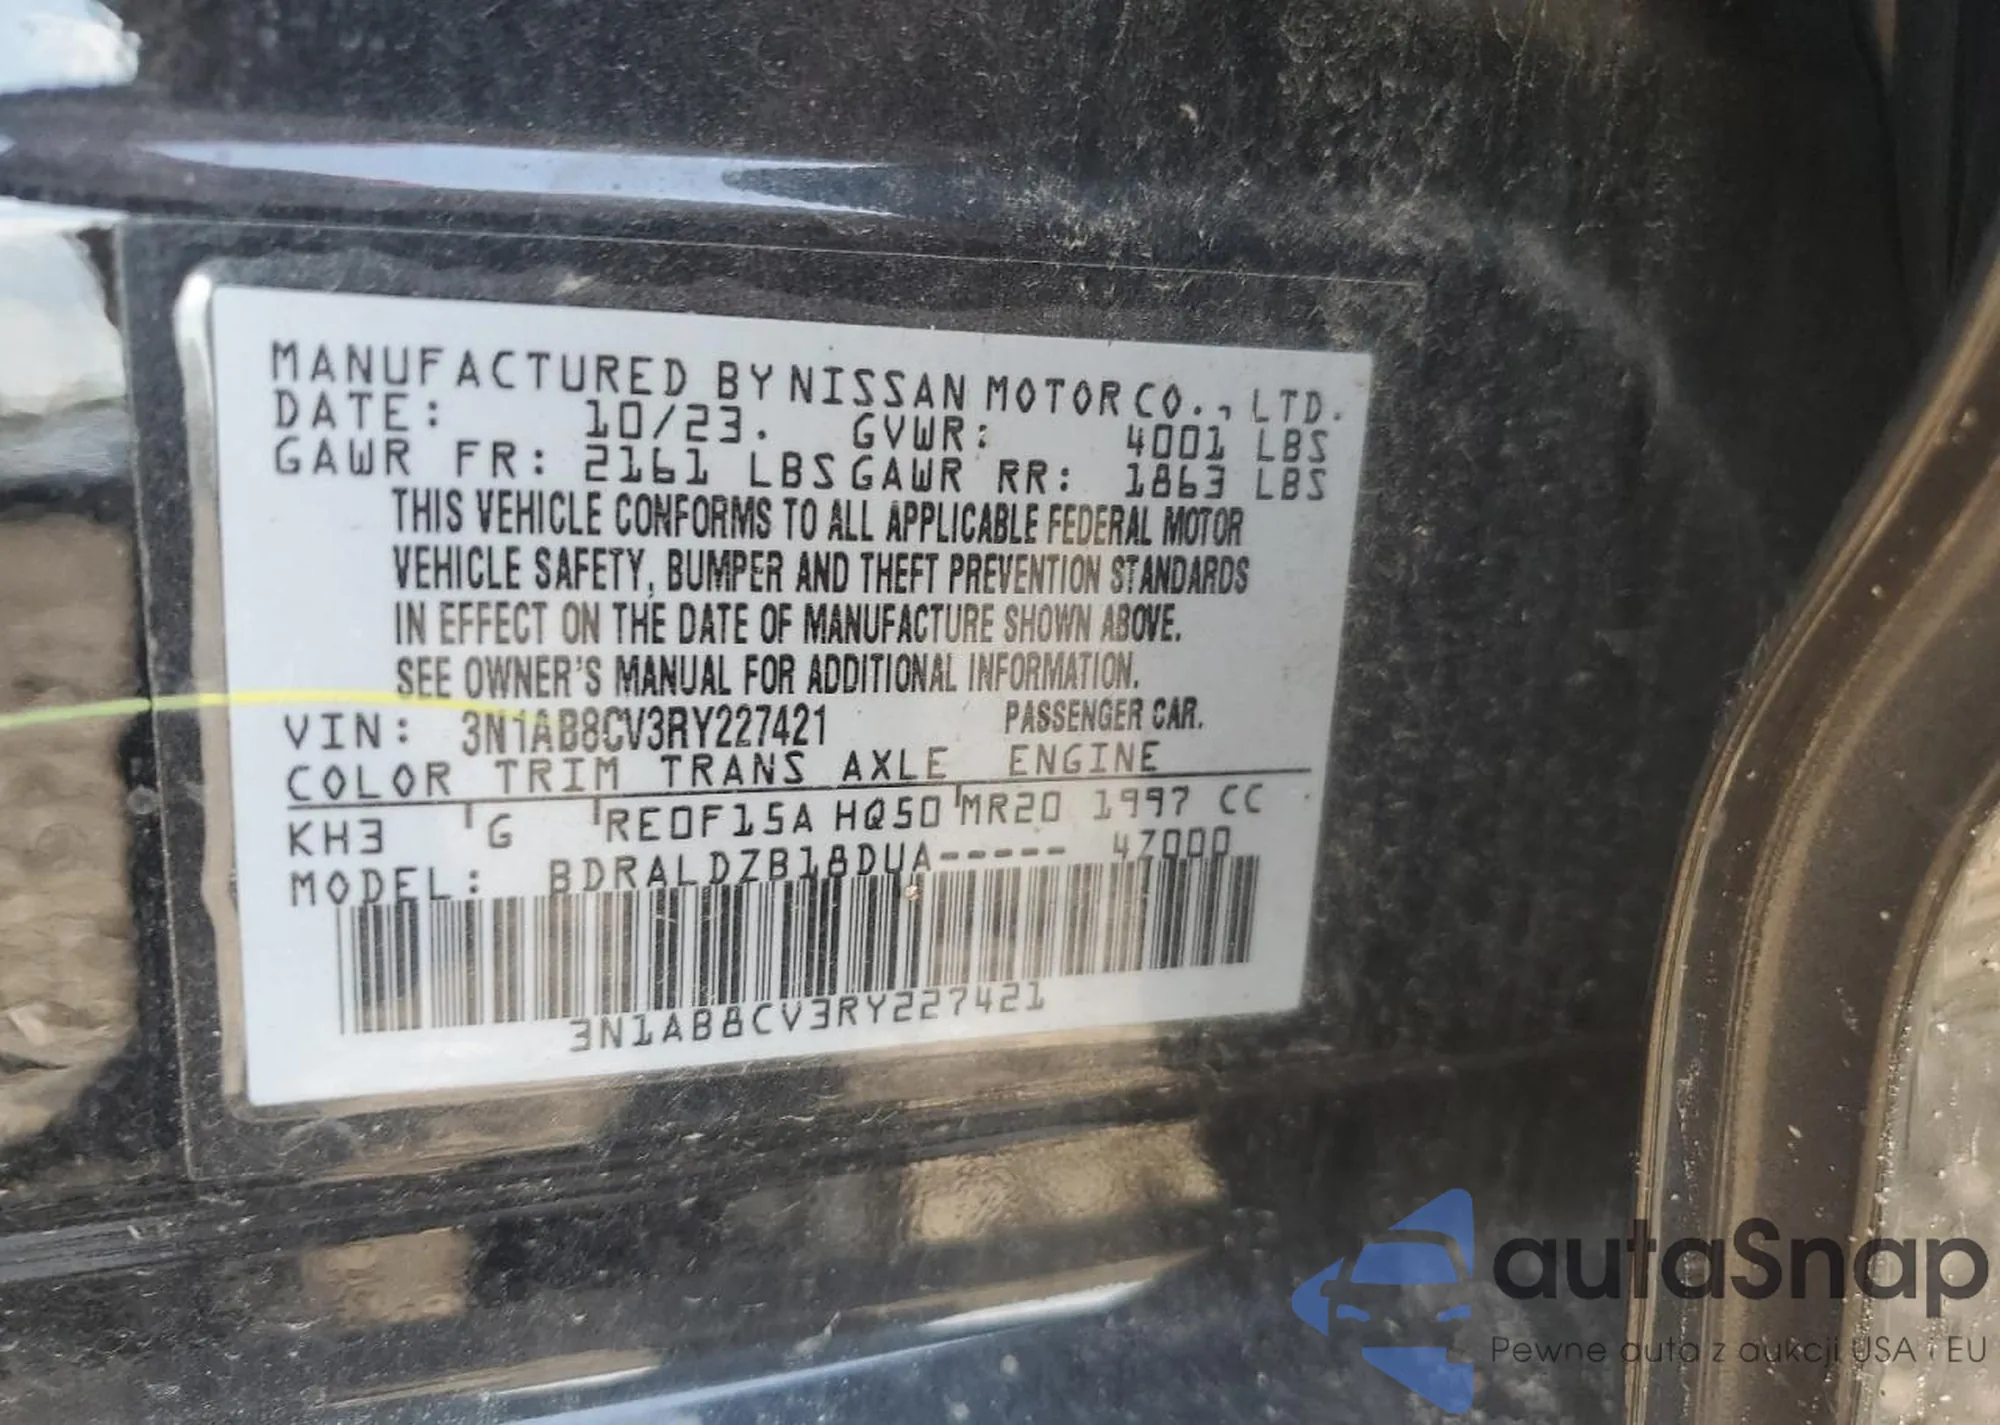 MANUFACTURED BY NISSAN MOTOR CO., LTD.
DATE: 10/23. GVWR: 4001 LBS
GAWR FR: 2161 LBS GAWR RR: 1863 LBS
THIS VEHICLE CONFORMS TO ALL APPLICABLE FEDERAL MOTOR
VEHICLE SAFETY, BUMPER AND THEFT PREVENTION STANDARDS
IN EFFECT ON THE DATE OF MANUFACTURE SHOWN ABOVE.
SEE OWNER'S MANUAL FOR ADDITIONAL INFORMATION.
VIN: 3N1AB8CV3RY227421 PASSENGER CAR.
COLOR TRIM TRANS AXLE ENGINE
KH3 G RE0F15A HQ50 MR20 1997 CC
MODEL: BDRALDZB18DUA----- 47000
3N1AB8CV3RY227421
autaSnap
Pewne auta z aukcji USA i EU